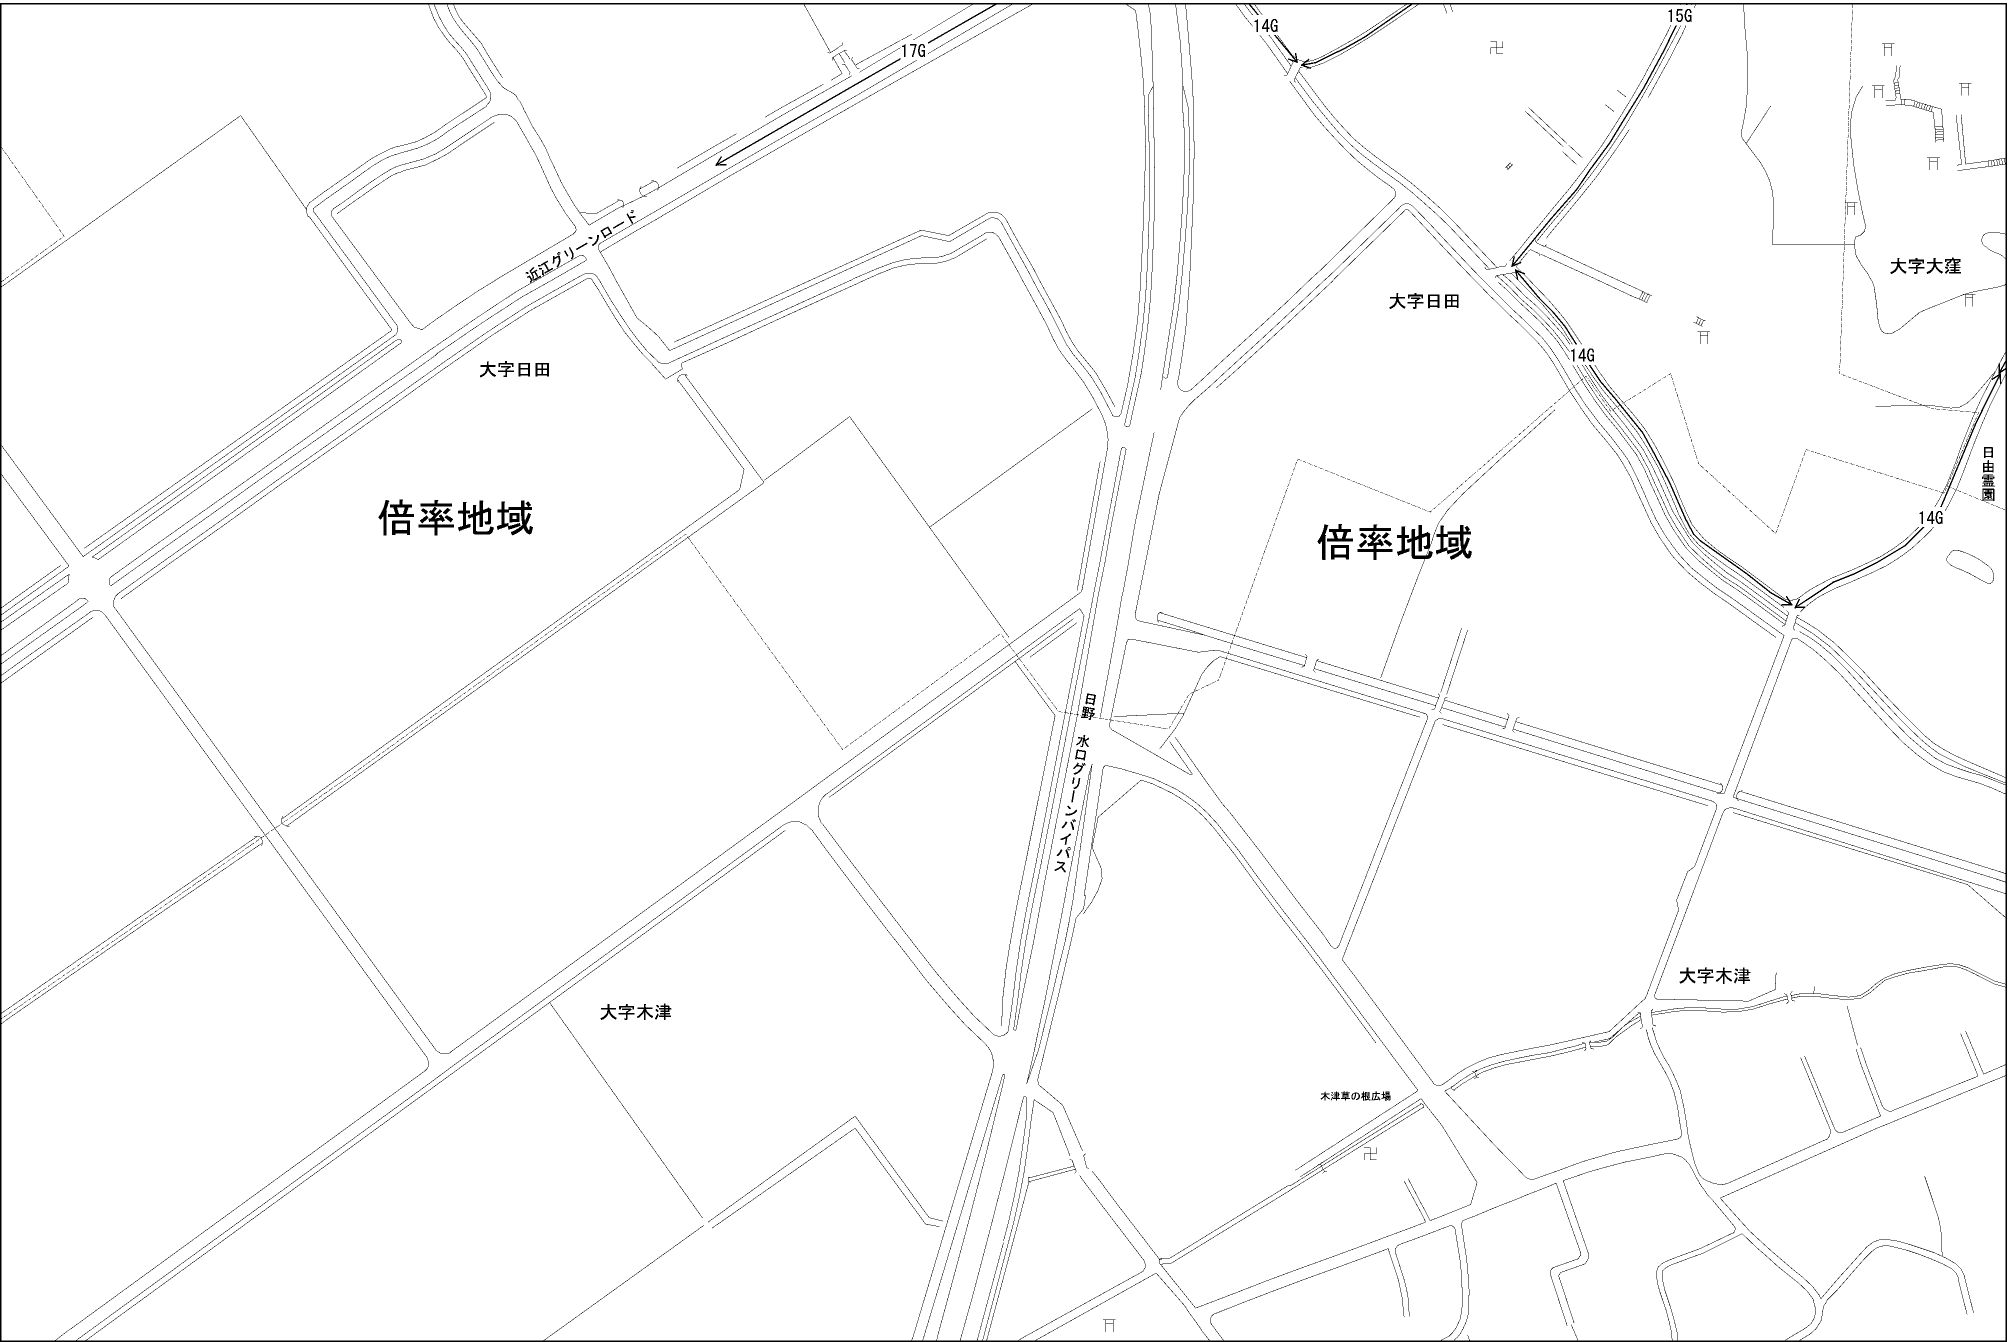 14G
15G
17G
大字大窪
近江グリーンロード
大字日田
14G
大字日田
日由霊園
14G
倍率地域
倍率地域
日野
水口グリーンバイパス
大字木津
大字木津
木津草の根広場